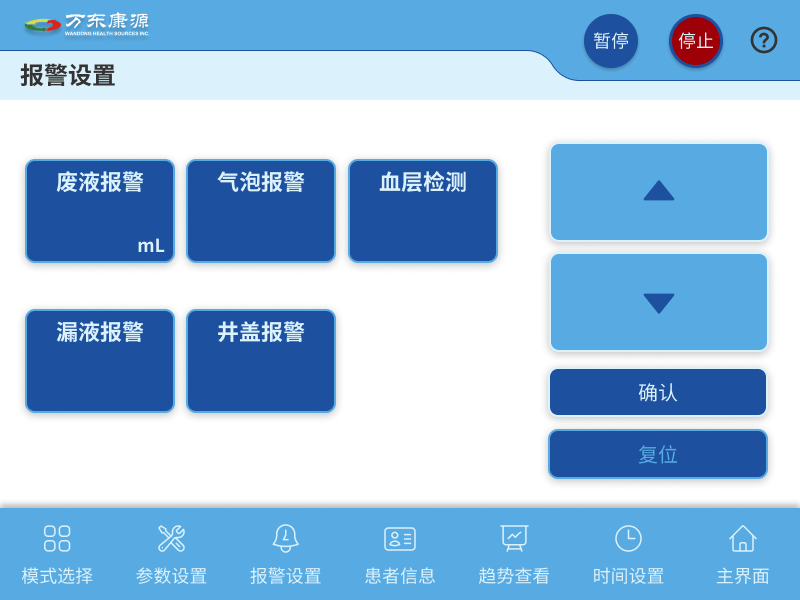 万东康源
WANDONG HEALTH SOURCES INC.
暂停
停止
?
报警设置
废液报警
mL
气泡报警
血层检测
漏液报警
井盖报警
确认
复位
模式选择
参数设置
报警设置
患者信息
趋势查看
时间设置
主界面